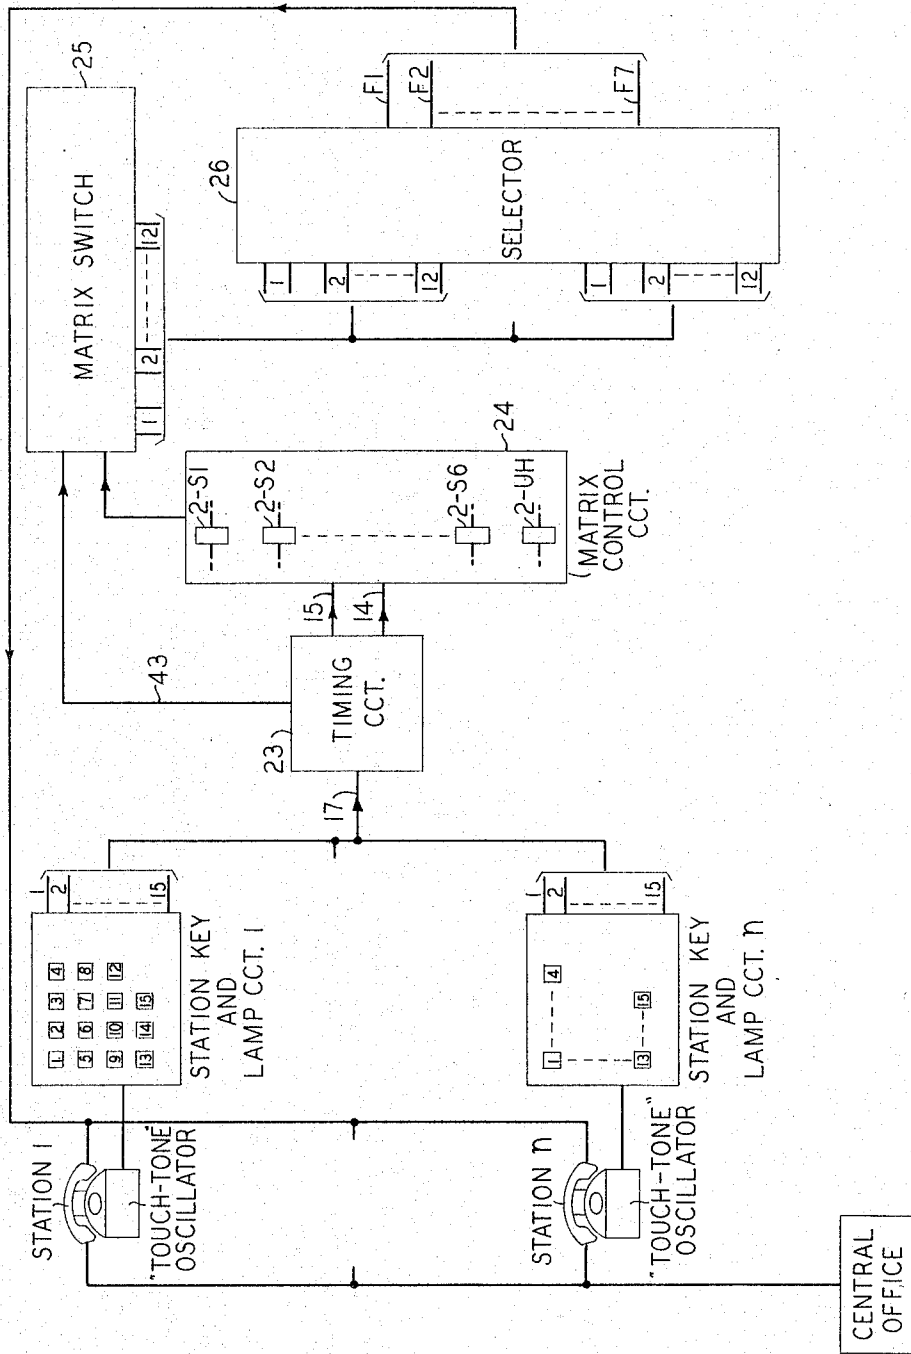 25
MATRIX SWITCH
1 2 12
26
SELECTOR
1
2
12
1
2
12
F1
F2
F7
24
2-S1
2-S2
2-S6
2-UH
MATRIX
CONTROL
CCT.
15
14
43
23
TIMING
CCT.
17
1
2
15
1 2 3 4
5 6 7 8
9 10 11 12
13 14 15
STATION KEY
AND
LAMP CCT. 1
1
2
15
1 4
13 15
STATION KEY
AND
LAMP CCT. n
STATION 1
"TOUCH-TONE"
OSCILLATOR
STATION n
"TOUCH-TONE"
OSCILLATOR
CENTRAL
OFFICE